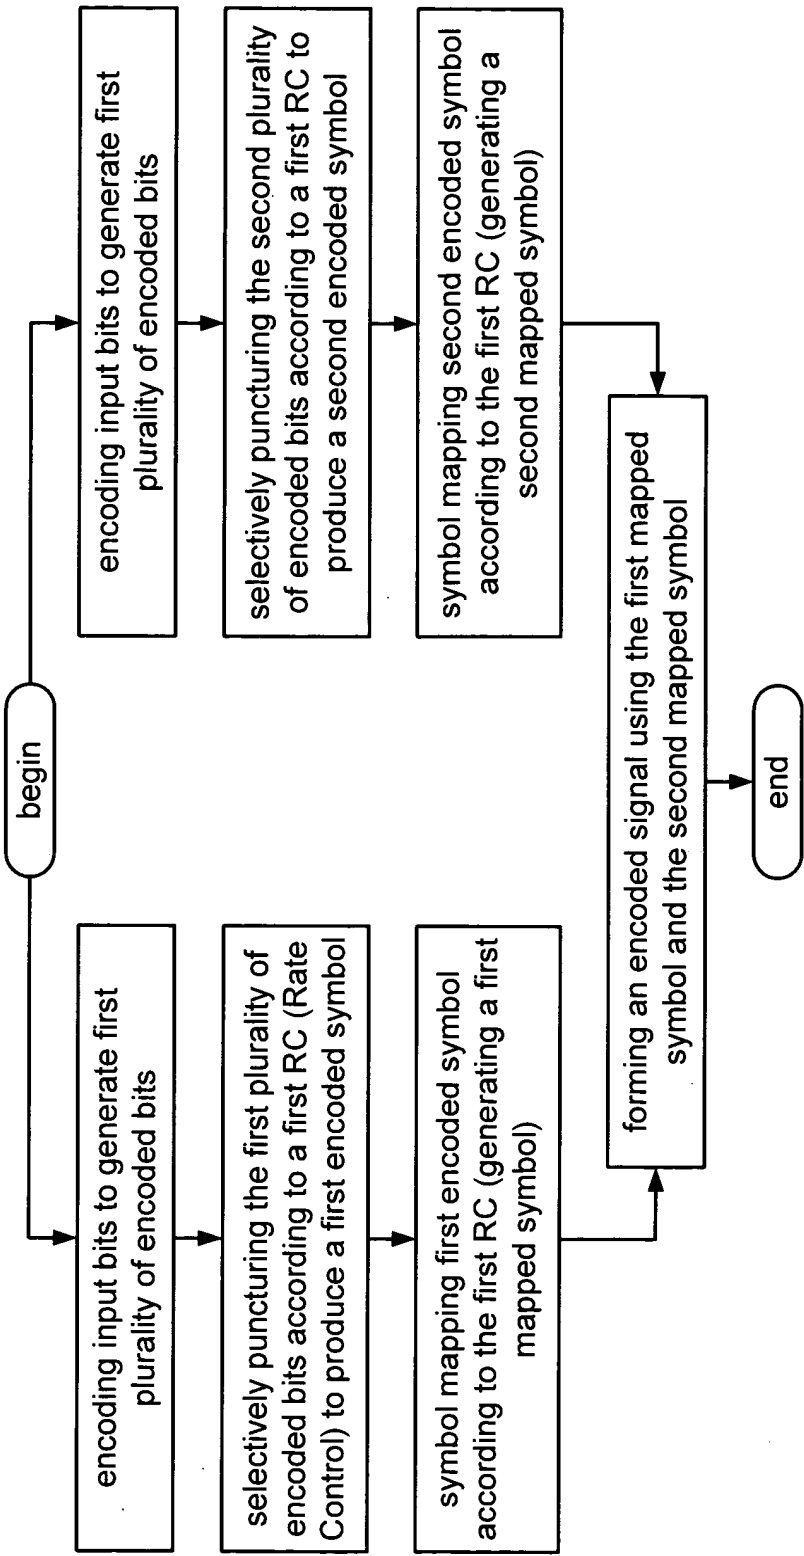 begin
encoding input bits to generate first
plurality of encoded bits
selectively puncturing the first plurality of
encoded bits according to a first RC (Rate
Control) to produce a first encoded symbol
symbol mapping first encoded symbol
according to the first RC (generating a first
mapped symbol)
encoding input bits to generate first
plurality of encoded bits
selectively puncturing the second plurality
of encoded bits according to a first RC to
produce a second encoded symbol
symbol mapping second encoded symbol
according to the first RC (generating a
second mapped symbol)
forming an encoded signal using the first mapped
symbol and the second mapped symbol
end